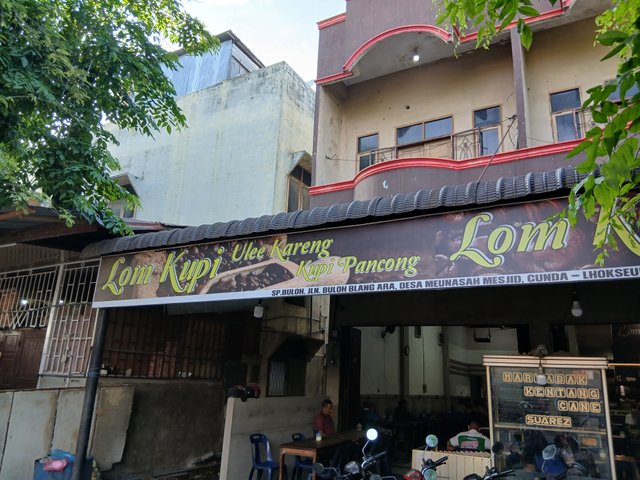 Lom Kupi Ulee Kareng
Kupi Pancong
Lom
SP.BULOH, JLN. BULOH BLANG ARA, DESA MEUNASAH MESJID, CUNDA - LHOKSEU
MARTABAK
KENTANG
CANE
SUAREZ